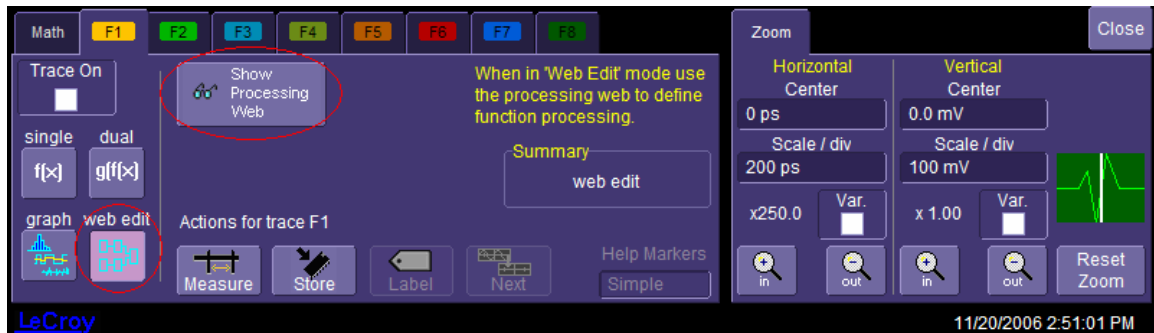 Math F1 F2 F3 F4 F5 F6 F7 F8
Trace On
single dual
f(x) g(f(x)
graph web edit
Show
Processing
Web
When in 'Web Edit' mode use
the processing web to define
function processing.
Summary
web edit
Actions for trace F1
Measure Store Label Next
Help Markers
Simple
Zoom
Close
Horizontal Vertical
Center Center
0 ps 0.0 mV
Scale / div Scale / div
200 ps 100 mV
x250.0 Var. x 1.00 Var.
in out in out
Reset
Zoom
LeCroy
11/20/2006 2:51:01 PM